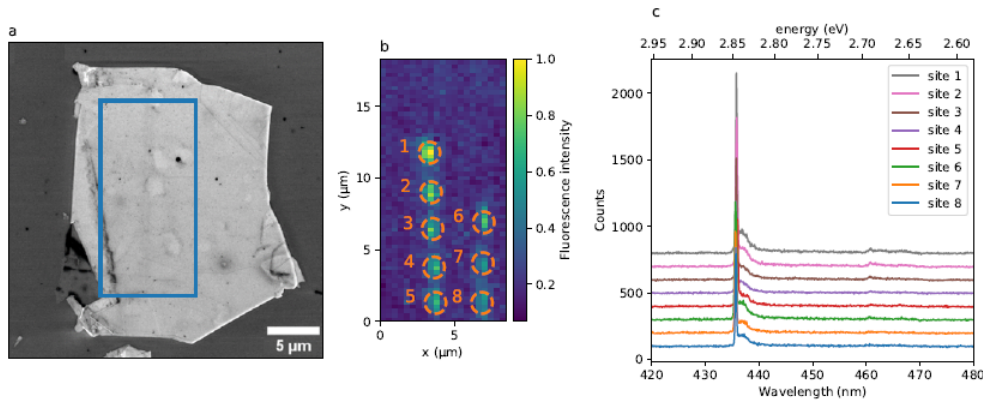 a
5 µm
b
1
2
3
4
5
6
7
8
15
10
5
0
y (µm)
0
5
x (µm)
1.0
0.8
0.6
0.4
0.2
Fluorescence intensity
c
energy (eV)
2.95 2.90 2.85 2.80 2.75 2.70 2.65 2.60
2000
1500
1000
500
0
Counts
site 1
site 2
site 3
site 4
site 5
site 6
site 7
site 8
420 430 440 450 460 470 480
Wavelength (nm)